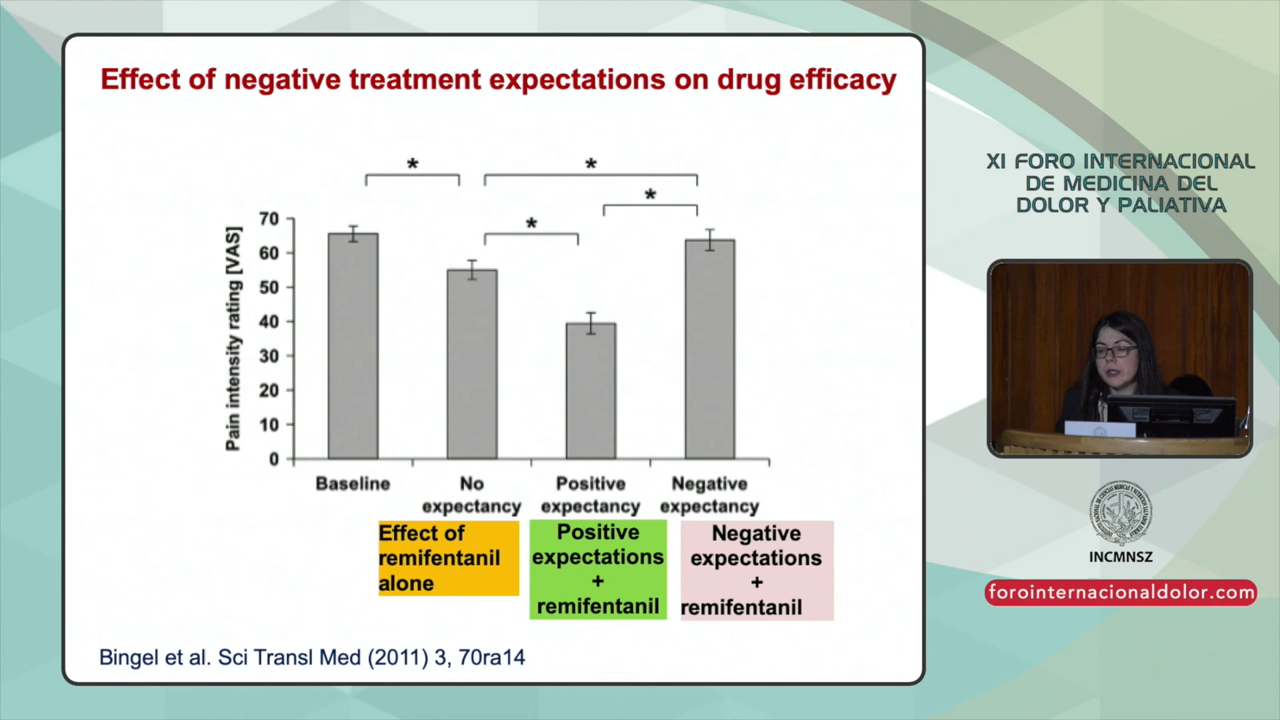 Effect of negative treatment expectations on drug efficacy
*
*
*
*
Pain intensity rating [VAS]
70
60
50
40
30
20
10
0
Baseline
No
expectancy
Positive
expectancy
Negative
expectancy
Effect of
remifentanil
alone
Positive
expectations
+
remifentanil
Negative
expectations
+
remifentanil
Bingel et al. Sci Transl Med (2011) 3, 70ra14
XI FORO INTERNACIONAL
DE MEDICINA DEL
DOLOR Y PALIATIVA
INCMNSZ
forointernacionaldolor.com